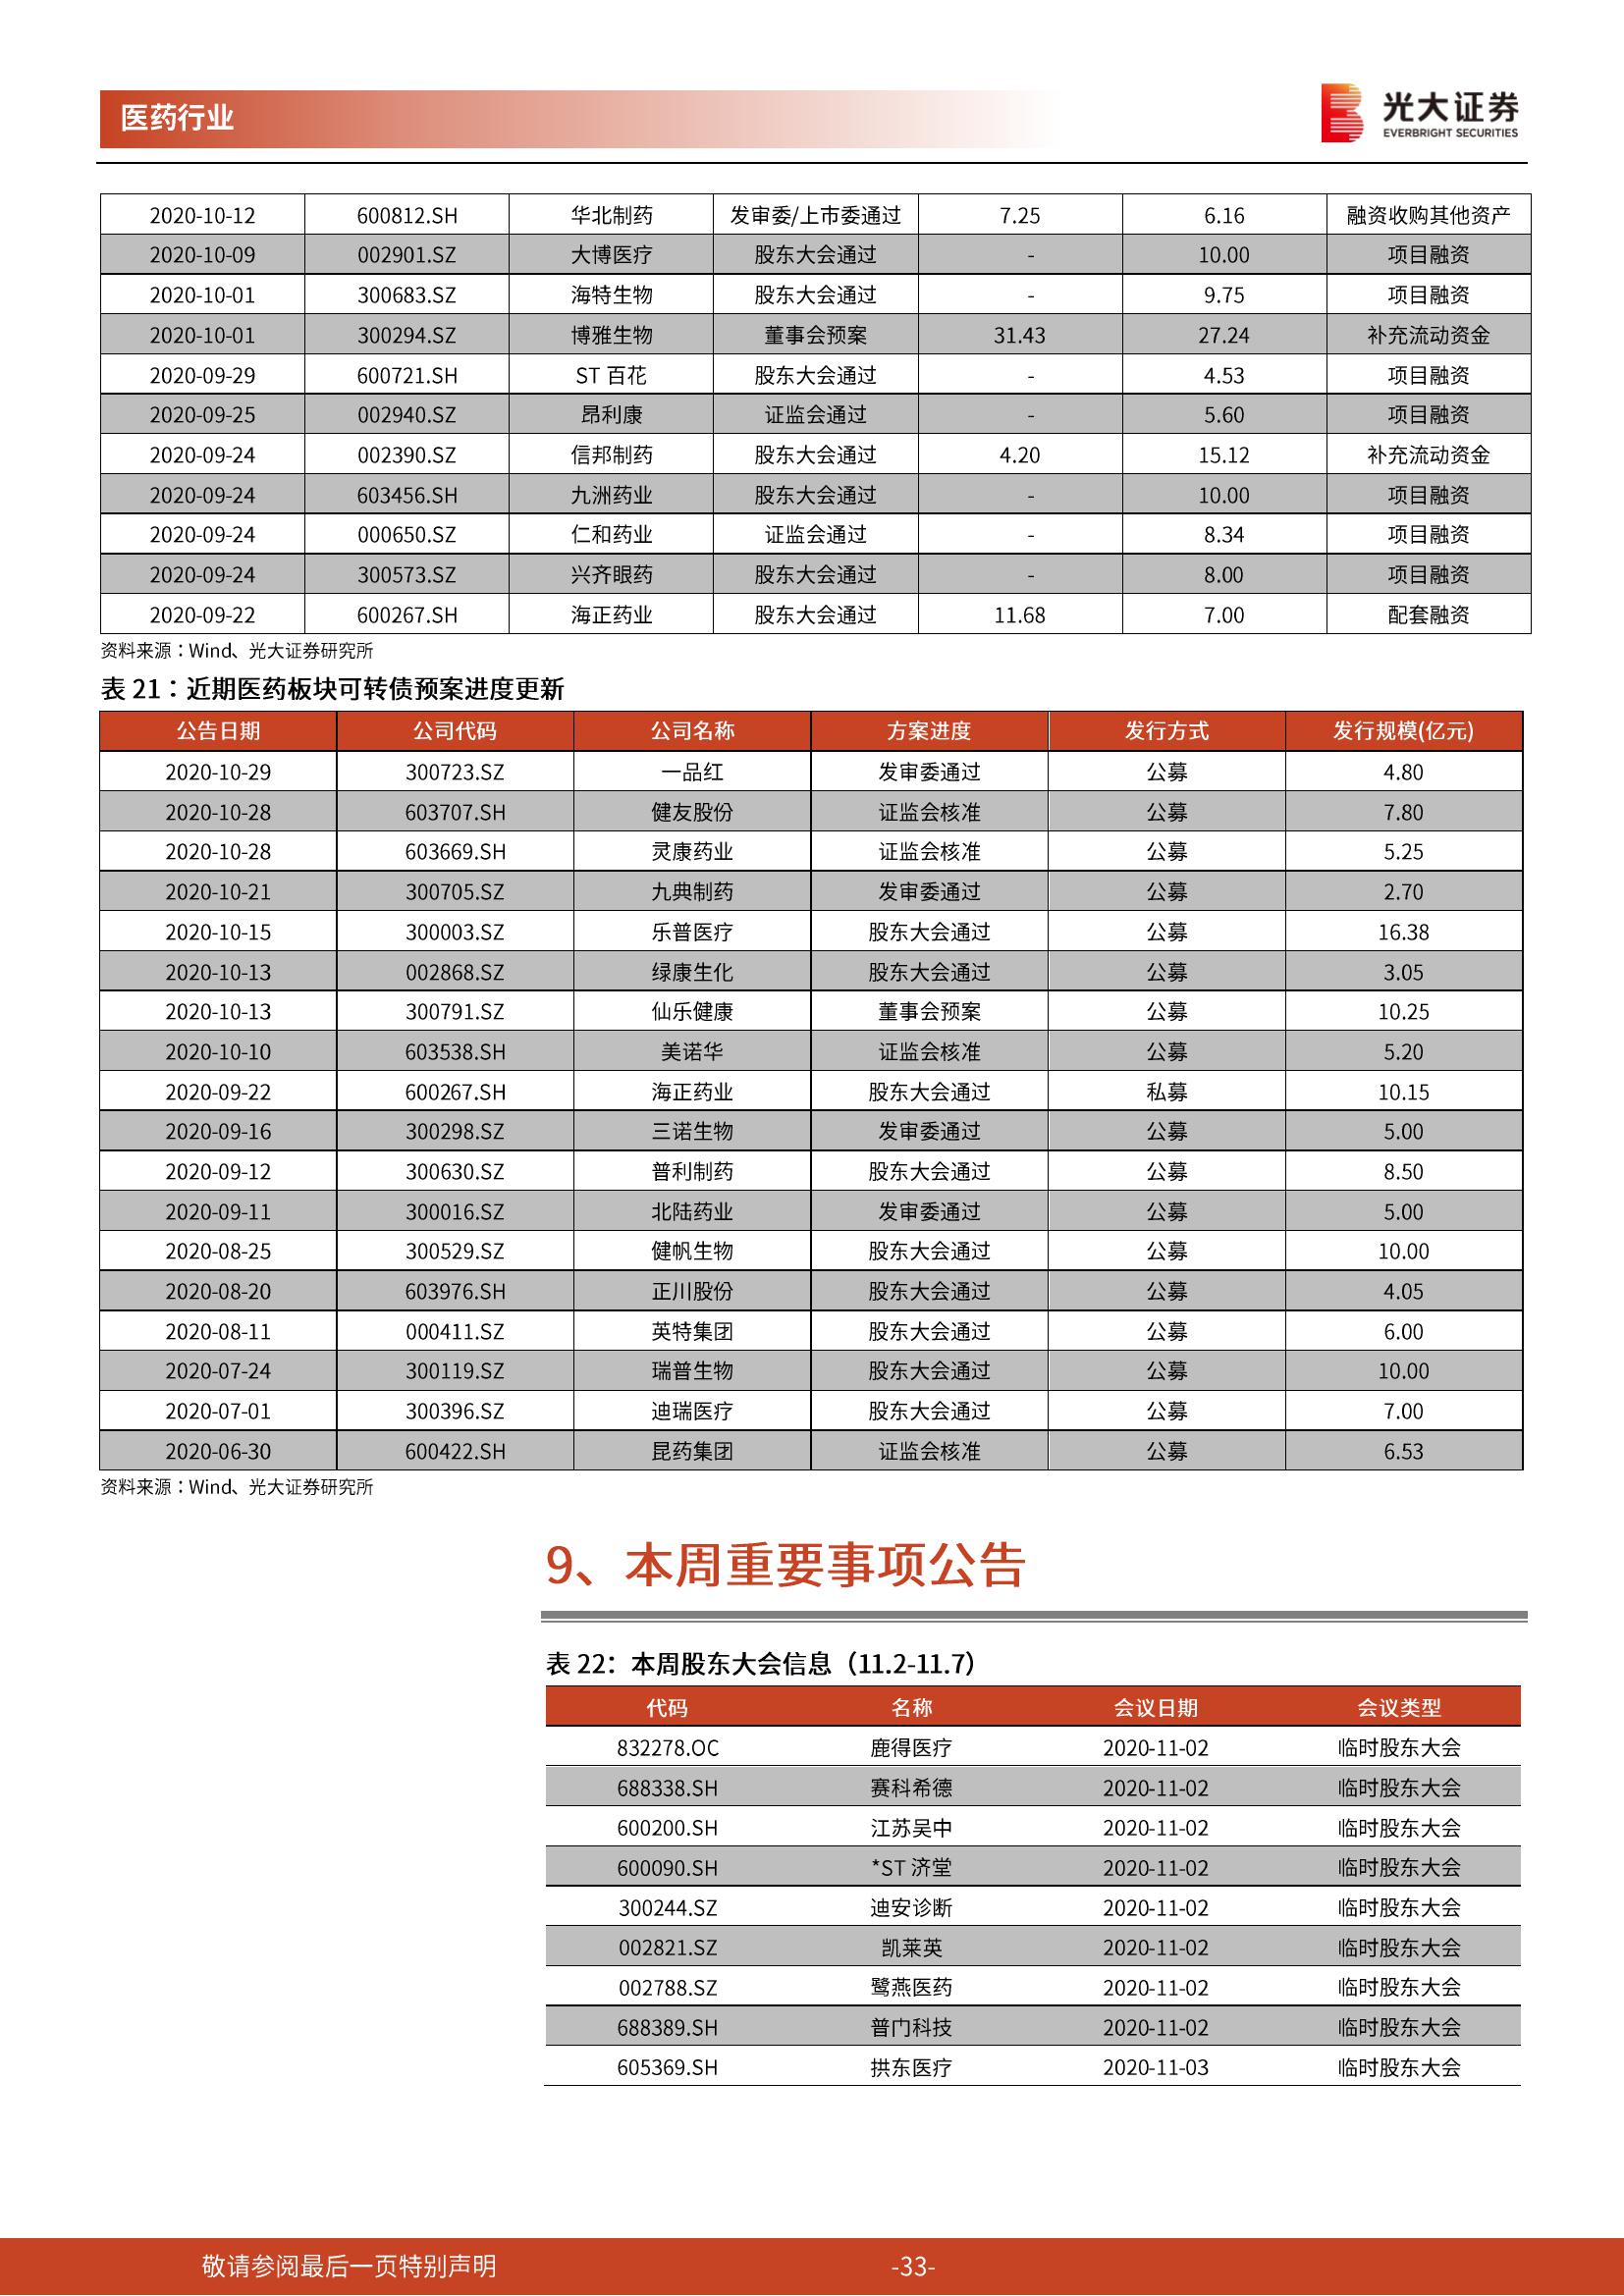 医药行业
光大证券
EVERBRIGHT SECURITIES
2020-10-12 600812.SH 华北制药 发审委/上市委通过 7.25 6.16 融资收购其他资产
2020-10-09 002901.SZ 大博医疗 股东大会通过 - 10.00 项目融资
2020-10-01 300683.SZ 海特生物 股东大会通过 - 9.75 项目融资
2020-10-01 300294.SZ 博雅生物 董事会预案 31.43 27.24 补充流动资金
2020-09-29 600721.SH ST 百花 股东大会通过 - 4.53 项目融资
2020-09-25 002940.SZ 昂利康 证监会通过 - 5.60 项目融资
2020-09-24 002390.SZ 信邦制药 股东大会通过 4.20 15.12 补充流动资金
2020-09-24 603456.SH 九洲药业 股东大会通过 - 10.00 项目融资
2020-09-24 000650.SZ 仁和药业 证监会通过 - 8.34 项目融资
2020-09-24 300573.SZ 兴齐眼药 股东大会通过 - 8.00 项目融资
2020-09-22 600267.SH 海正药业 股东大会通过 11.68 7.00 配套融资
资料来源：Wind、光大证券研究所
表 21：近期医药板块可转债预案进度更新
公告日期 公司代码 公司名称 方案进度 发行方式 发行规模(亿元)
2020-10-29 300723.SZ 一品红 发审委通过 公募 4.80
2020-10-28 603707.SH 健友股份 证监会核准 公募 7.80
2020-10-28 603669.SH 灵康药业 证监会核准 公募 5.25
2020-10-21 300705.SZ 九典制药 发审委通过 公募 2.70
2020-10-15 300003.SZ 乐普医疗 股东大会通过 公募 16.38
2020-10-13 002868.SZ 绿康生化 股东大会通过 公募 3.05
2020-10-13 300791.SZ 仙乐健康 董事会预案 公募 10.25
2020-10-10 603538.SH 美诺华 证监会核准 公募 5.20
2020-09-22 600267.SH 海正药业 股东大会通过 私募 10.15
2020-09-16 300298.SZ 三诺生物 发审委通过 公募 5.00
2020-09-12 300630.SZ 普利制药 股东大会通过 公募 8.50
2020-09-11 300016.SZ 北陆药业 发审委通过 公募 5.00
2020-08-25 300529.SZ 健帆生物 股东大会通过 公募 10.00
2020-08-20 603976.SH 正川股份 股东大会通过 公募 4.05
2020-08-11 000411.SZ 英特集团 股东大会通过 公募 6.00
2020-07-24 300119.SZ 瑞普生物 股东大会通过 公募 10.00
2020-07-01 300396.SZ 迪瑞医疗 股东大会通过 公募 7.00
2020-06-30 600422.SH 昆药集团 证监会核准 公募 6.53
资料来源：Wind、光大证券研究所
9、本周重要事项公告
表 22：本周股东大会信息（11.2-11.7）
代码 名称 会议日期 会议类型
832278.OC 鹿得医疗 2020-11-02 临时股东大会
688338.SH 赛科希德 2020-11-02 临时股东大会
600200.SH 江苏吴中 2020-11-02 临时股东大会
600090.SH *ST 济堂 2020-11-02 临时股东大会
300244.SZ 迪安诊断 2020-11-02 临时股东大会
002821.SZ 凯莱英 2020-11-02 临时股东大会
002788.SZ 鹭燕医药 2020-11-02 临时股东大会
688389.SH 普门科技 2020-11-02 临时股东大会
605369.SH 拱东医疗 2020-11-03 临时股东大会
敬请参阅最后一页特别声明 -33-